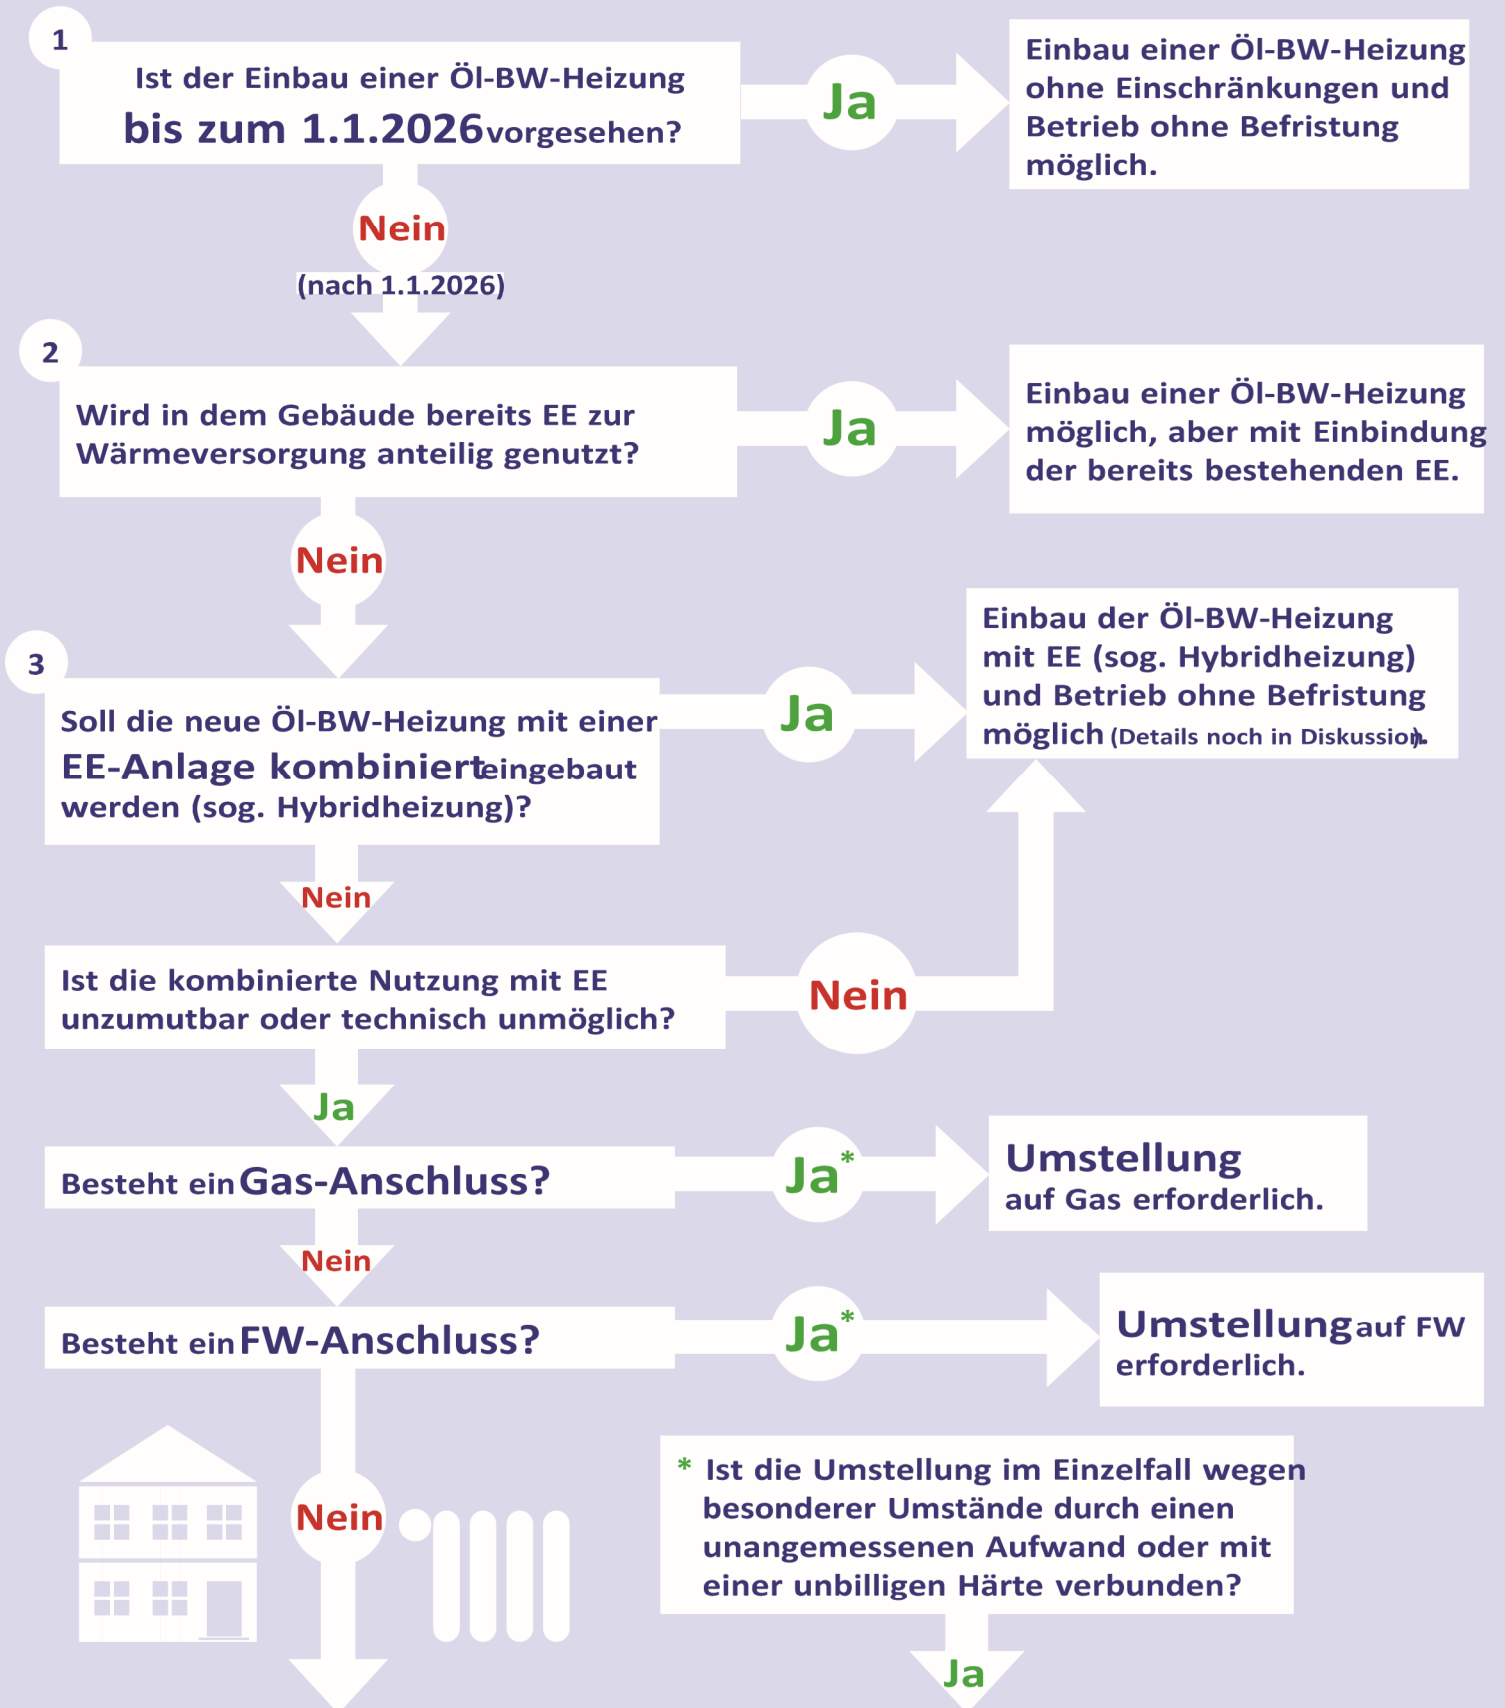 1
Ist der Einbau einer Öl-BW-Heizung
bis zum 1.1.2026 vorgesehen?
Ja
Einbau einer Öl-BW-Heizung
ohne Einschränkungen und
Betrieb ohne Befristung
möglich.
Nein
(nach 1.1.2026)
2
Wird in dem Gebäude bereits EE zur
Wärmeversorgung anteilig genutzt?
Ja
Einbau einer Öl-BW-Heizung
möglich, aber mit Einbindung
der bereits bestehenden EE.
Nein
3
Soll die neue Öl-BW-Heizung mit einer
EE-Anlage kombiniert eingebaut
werden (sog. Hybridheizung)?
Ja
Einbau der Öl-BW-Heizung
mit EE (sog. Hybridheizung)
und Betrieb ohne Befristung
möglich (Details noch in Diskussion).
Nein
Ist die kombinierte Nutzung mit EE
unzumutbar oder technisch unmöglich?
Nein
Ja
Besteht ein Gas-Anschluss?
Ja*
Umstellung
auf Gas erforderlich.
Nein
Besteht ein FW-Anschluss?
Ja*
Umstellung auf FW
erforderlich.
Nein
* Ist die Umstellung im Einzelfall wegen
besonderer Umstände durch einen
unangemessenen Aufwand oder mit
einer unbilligen Härte verbunden?
Ja